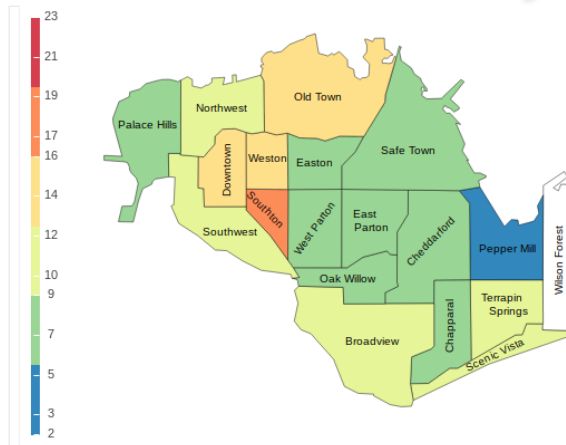 23
21
19
17
16
14
12
10
9
7
5
3
2
Old Town
Northwest
Palace Hills
Safe Town
Weston
Easton
Downtown
Southton
Southwest
West Parton
East
Parton
Cheddarford
Pepper Mill
Wilson Forest
Oak Willow
Terrapin
Springs
Broadview
Chapparal
Scenic Vista